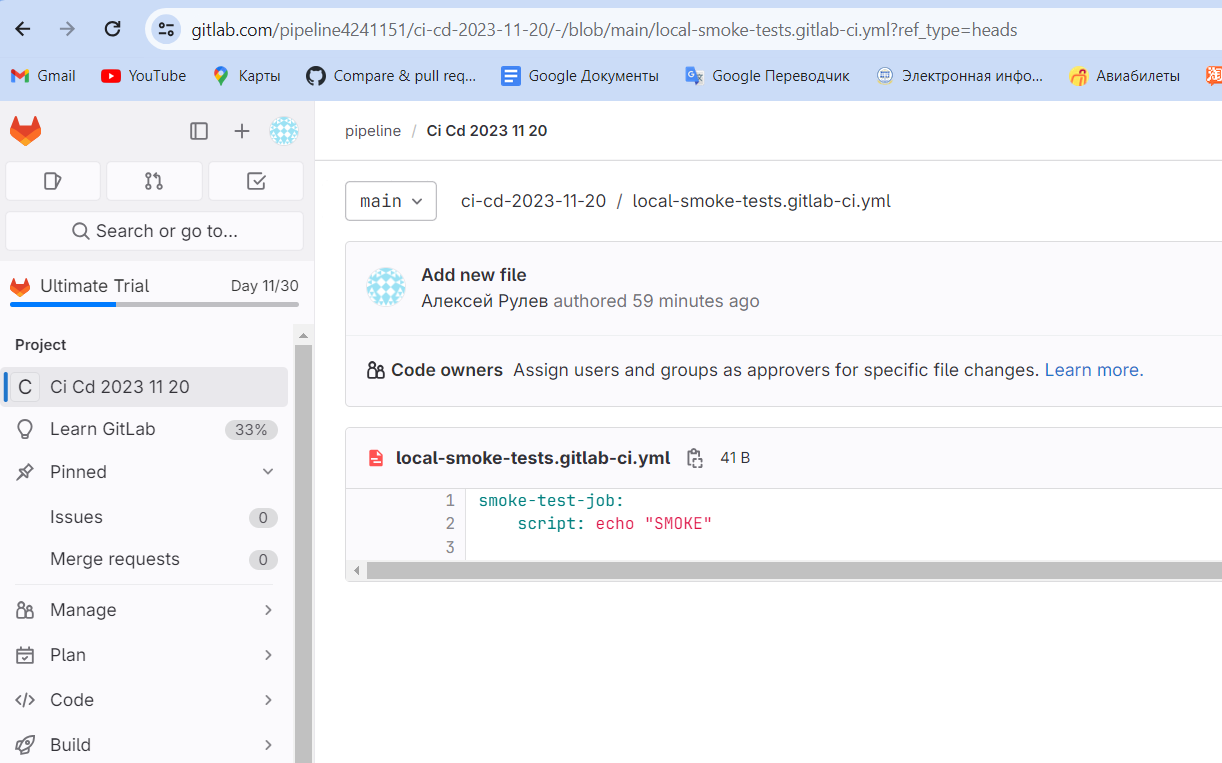 gitlab.com/pipeline4241151/ci-cd-2023-11-20/-/blob/main/local-smoke-tests.gitlab-ci.yml?ref_type=heads
Gmail YouTube Карты Compare & pull req... Google Документы Google Переводчик Электронная инфо... Авиабилеты 淘
pipeline / Ci Cd 2023 11 20
main ci-cd-2023-11-20 / local-smoke-tests.gitlab-ci.yml
Search or go to...
Ultimate Trial Day 11/30
Project
C Ci Cd 2023 11 20
Learn GitLab 33%
Pinned
Issues 0
Merge requests 0
Manage
Plan
Code
Build
Add new file
Алексей Рулев authored 59 minutes ago
Code owners Assign users and groups as approvers for specific file changes. Learn more.
local-smoke-tests.gitlab-ci.yml 41 B
1 smoke-test-job:
2 script: echo "SMOKE"
3